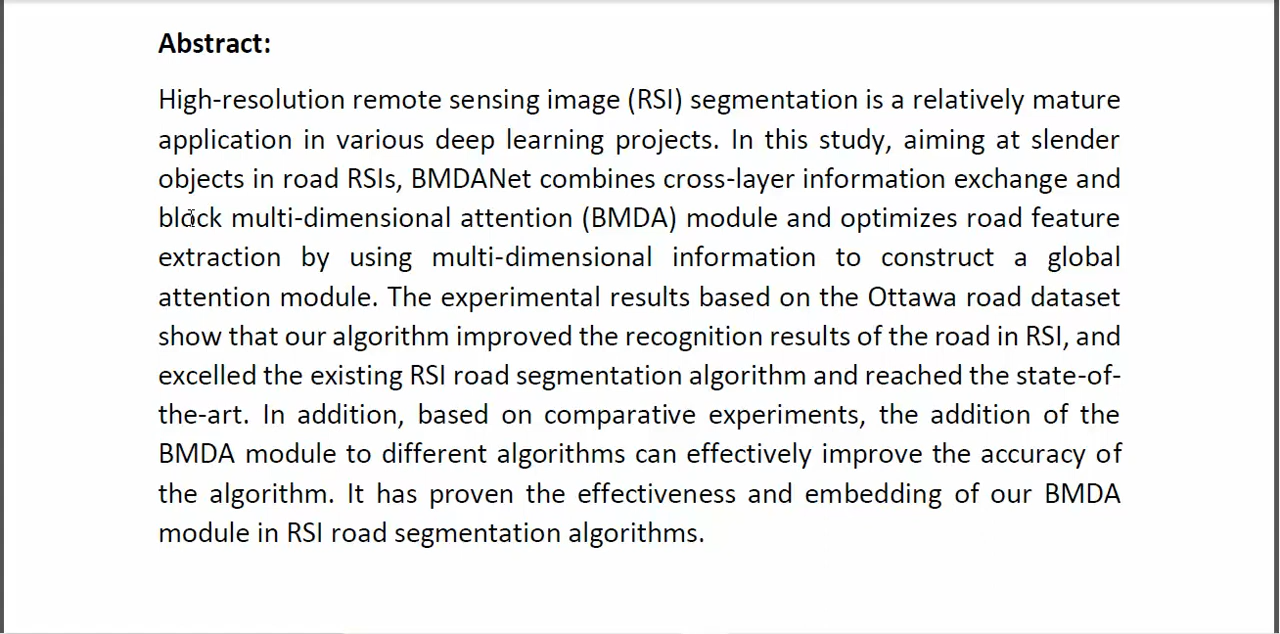 Abstract:
High-resolution remote sensing image (RSI) segmentation is a relatively mature
application in various deep learning projects. In this study, aiming at slender
objects in road RSIs, BMDANet combines cross-layer information exchange and
block multi-dimensional attention (BMDA) module and optimizes road feature
extraction by using multi-dimensional information to construct a global
attention module. The experimental results based on the Ottawa road dataset
show that our algorithm improved the recognition results of the road in RSI, and
excelled the existing RSI road segmentation algorithm and reached the state-of-
the-art. In addition, based on comparative experiments, the addition of the
BMDA module to different algorithms can effectively improve the accuracy of
the algorithm. It has proven the effectiveness and embedding of our BMDA
module in RSI road segmentation algorithms.